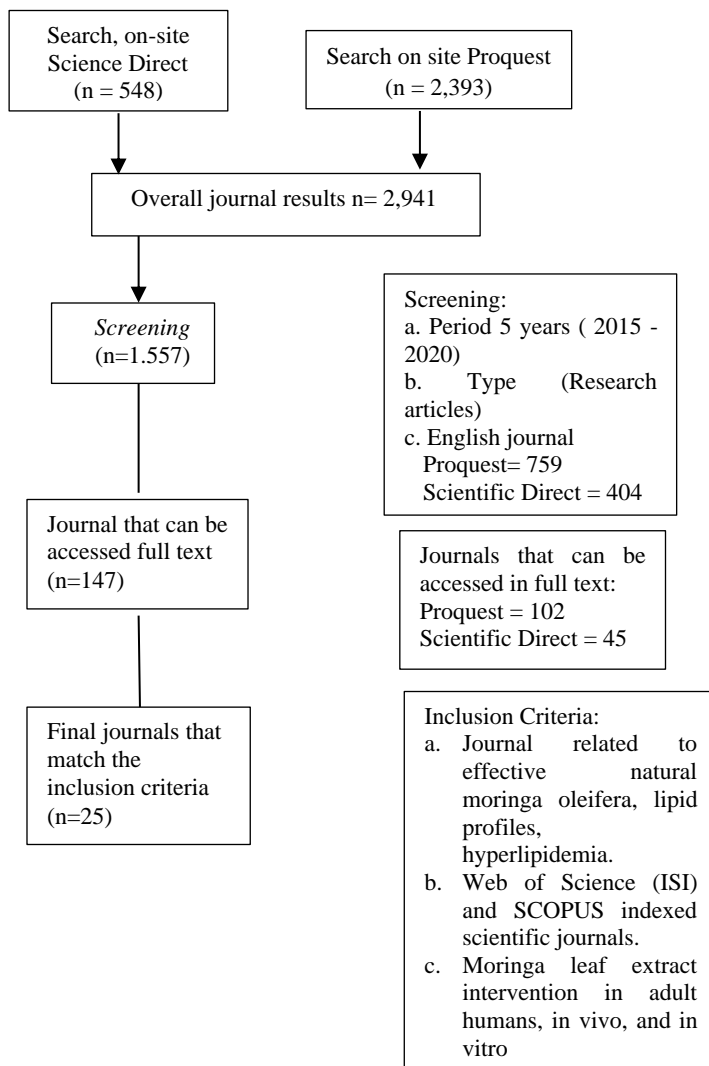 Search, on-site
Science Direct
(n = 548)
Search on site Proquest
(n = 2,393)
Overall journal results n= 2,941
Screening
(n=1.557)
Screening:
a. Period 5 years ( 2015 -
2020)
b. Type (Research
articles)
c. English journal
Proquest= 759
Scientific Direct = 404
Journal that can be
accessed full text
(n=147)
Journals that can be
accessed in full text:
Proquest = 102
Scientific Direct = 45
Final journals that
match the
inclusion criteria
(n=25)
Inclusion Criteria:
a. Journal related to
effective natural
moringa oleifera, lipid
profiles,
hyperlipidemia.
b. Web of Science (ISI)
and SCOPUS indexed
scientific journals.
c. Moringa leaf extract
intervention in adult
humans, in vivo, and in
vitro